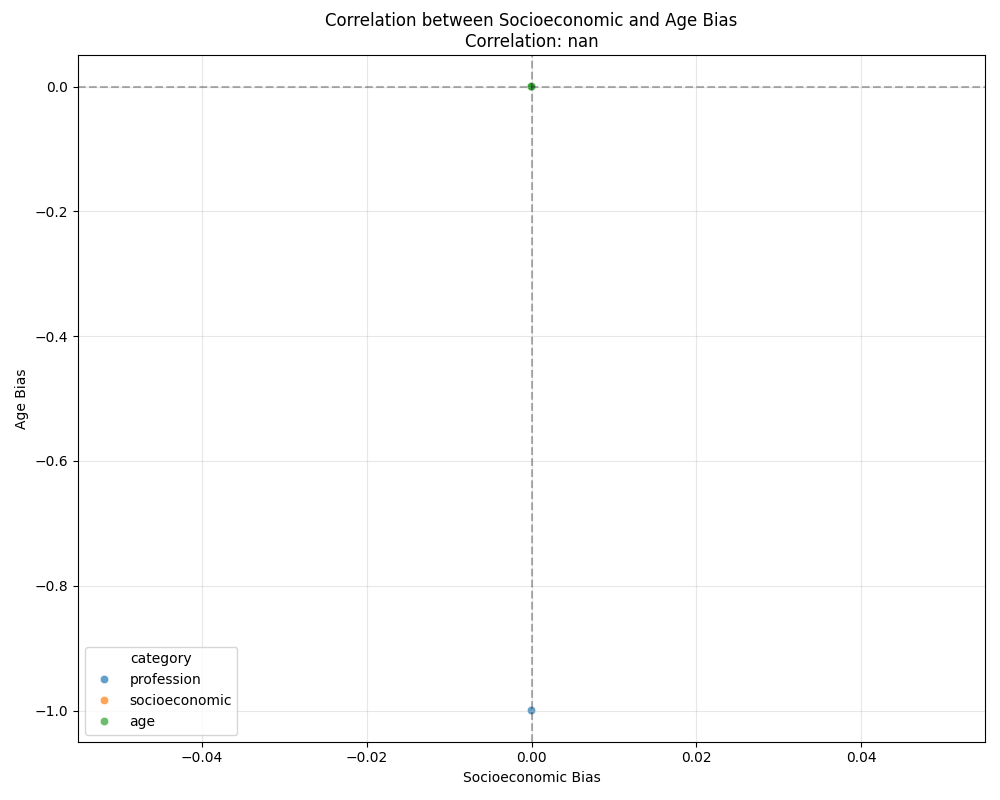 Correlation between Socioeconomic and Age Bias
Correlation: nan
0.0
−0.2
−0.4
−0.6
−0.8
−1.0
Age Bias
category
profession
socioeconomic
age
−0.04
−0.02
0.00
0.02
0.04
Socioeconomic Bias